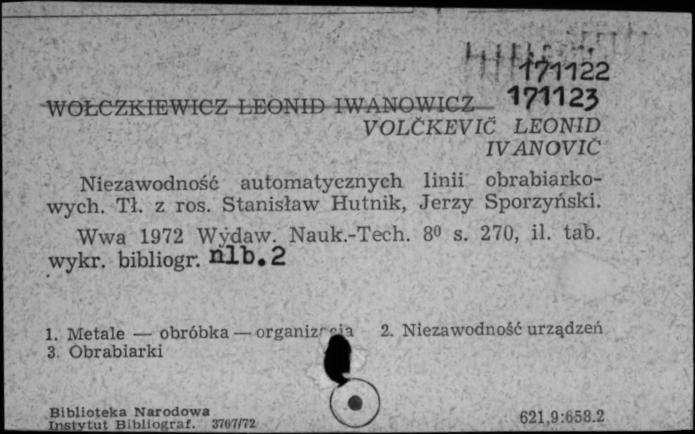 171122
171123
WOŁCZKIEWICZ LEONID IWANOWICZ
VOLČKEVIČ LEONID
IVANOVIČ
Niezawodność automatycznych linii obrabiarko-
wych. Tł. z ros. Stanisław Hutnik, Jerzy Sporzyński.
Wwa 1972 Wydaw. Nauk.-Tech. 8⁰ s. 270, il. tab.
wykr. bibliogr. nlb. 2
1. Metale — obróbka — organizacja 2. Niezawodność urządzeń
3. Obrabiarki
Biblioteka Narodowa
Instytut Bibliograf. 3707/72
621,9:658.2